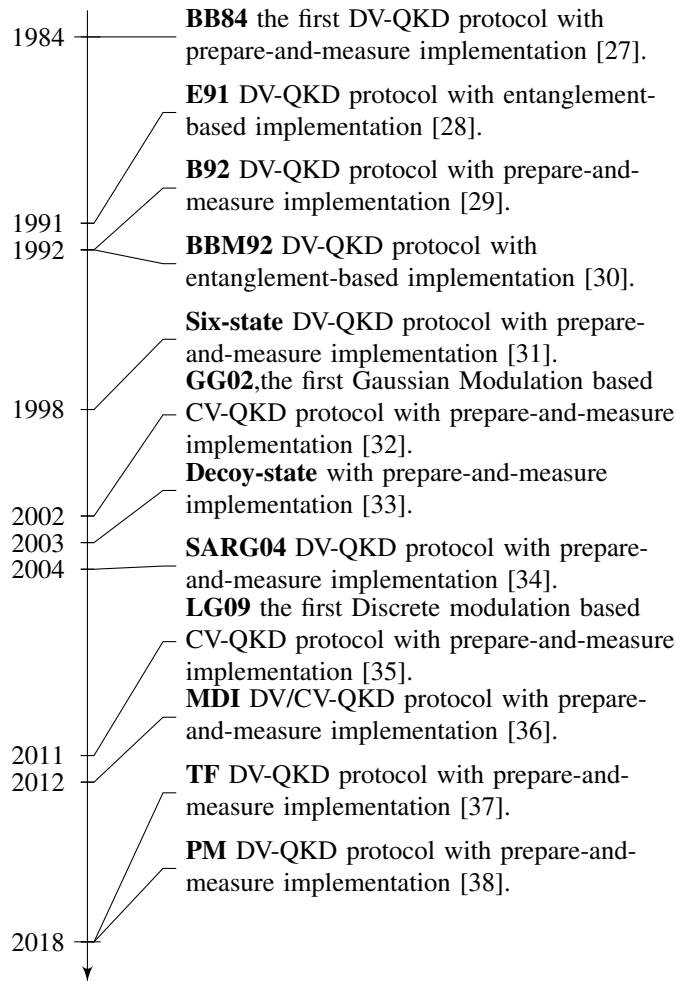 1984
BB84 the first DV-QKD protocol with
prepare-and-measure implementation [27].
E91 DV-QKD protocol with entanglement-
based implementation [28].
B92 DV-QKD protocol with prepare-and-
measure implementation [29].
1991
1992
BBM92 DV-QKD protocol with
entanglement-based implementation [30].
Six-state DV-QKD protocol with prepare-
and-measure implementation [31].
1998
GG02,the first Gaussian Modulation based
CV-QKD protocol with prepare-and-measure
implementation [32].
Decoy-state with prepare-and-measure
implementation [33].
2002
2003
2004
SARG04 DV-QKD protocol with prepare-
and-measure implementation [34].
LG09 the first Discrete modulation based
CV-QKD protocol with prepare-and-measure
implementation [35].
MDI DV/CV-QKD protocol with prepare-
and-measure implementation [36].
2011
2012
TF DV-QKD protocol with prepare-and-
measure implementation [37].
PM DV-QKD protocol with prepare-and-
measure implementation [38].
2018